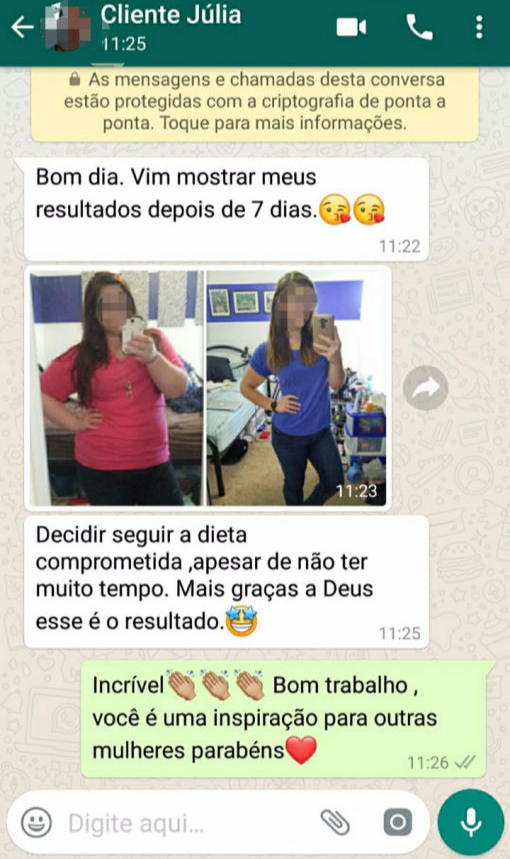 Cliente Júlia
11:25
As mensagens e chamadas desta conversa
estão protegidas com a criptografia de ponta a
ponta. Toque para mais informações.
Bom dia. Vim mostrar meus
resultados depois de 7 dias.😘😘
11:22
11:23
Decidir seguir a dieta
comprometida ,apesar de não ter
muito tempo. Mais graças a Deus
esse é o resultado.🤩
11:25
Incrível👏🏼👏🏼👏🏼 Bom trabalho ,
você é uma inspiração para outras
mulheres parabéns❤️
11:26
Digite aqui...